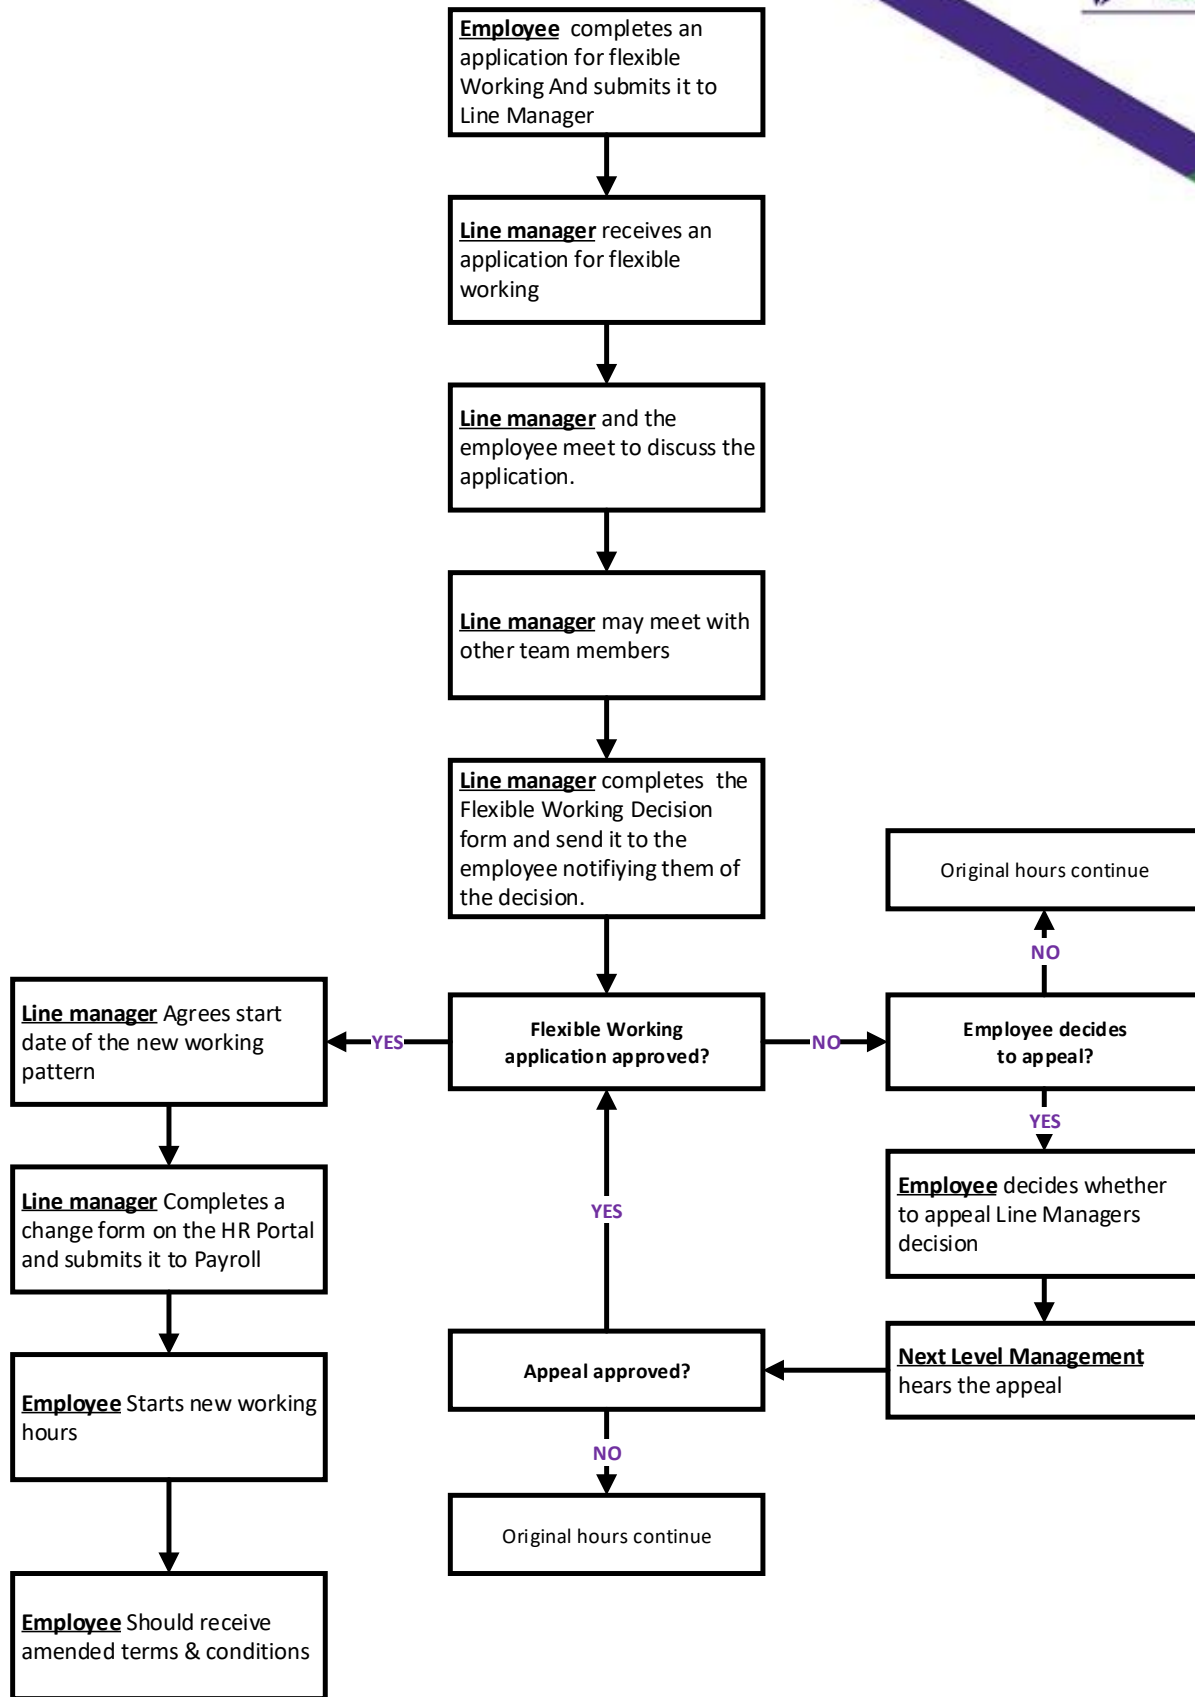 Employee completes an
application for flexible
Working And submits it to
Line Manager
Line manager receives an
application for flexible
working
Line manager and the
employee meet to discuss the
application.
Line manager may meet with
other team members
Line manager completes the
Flexible Working Decision
form and send it to the
employee notifiying them of
the decision.
Original hours continue
NO
Line manager Agrees start
date of the new working
pattern
YES
Flexible Working
application approved?
NO
Employee decides
to appeal?
YES
Line manager Completes a
change form on the HR Portal
and submits it to Payroll
YES
Employee decides whether
to appeal Line Managers
decision
Employee Starts new working
hours
Appeal approved?
Next Level Management
hears the appeal
NO
Original hours continue
Employee Should receive
amended terms & conditions